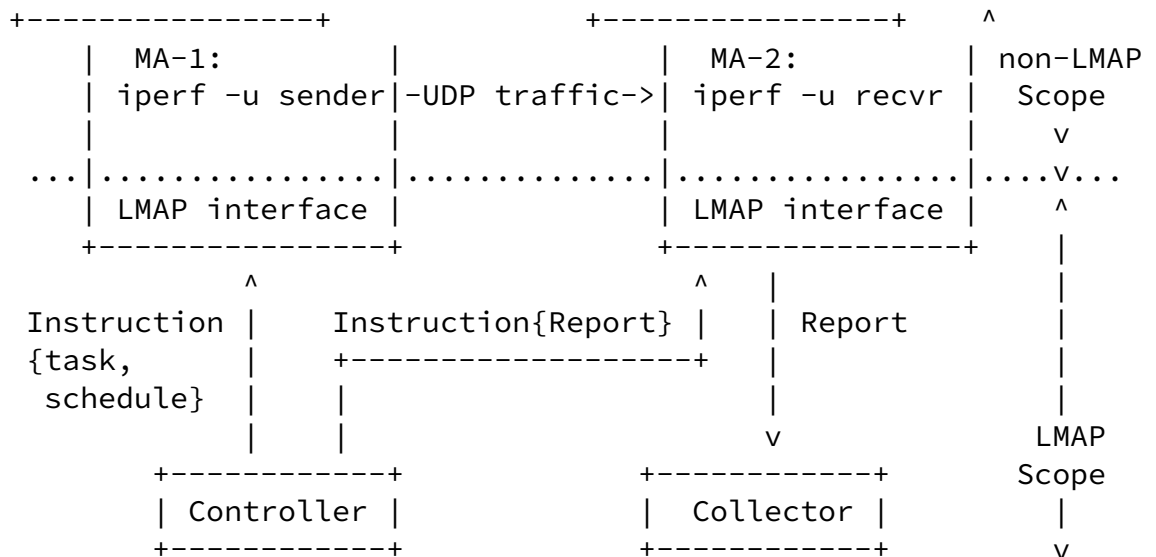 +----------------+                      +----------------+     ^
     |  MA-1:         |                |  MA-2:         | non-LMAP
     | iperf -u sender|-UDP traffic->| iperf -u recvr |  Scope
     |                |                |                |    v
 ...|................|..............|................|....v...
     | LMAP interface |                | LMAP interface |    ^
     +----------------+                +----------------+    |
             ^                           ^   |               |
 Instruction |    Instruction{Report} |   | Report        |
 {task,      |    +-------------------+   |               |
  schedule}  |    |                       |               |
             |    |                       v             LMAP
        +------------+              +------------+     Scope
        | Controller |              |  Collector |       |
        +------------+              +------------+       v